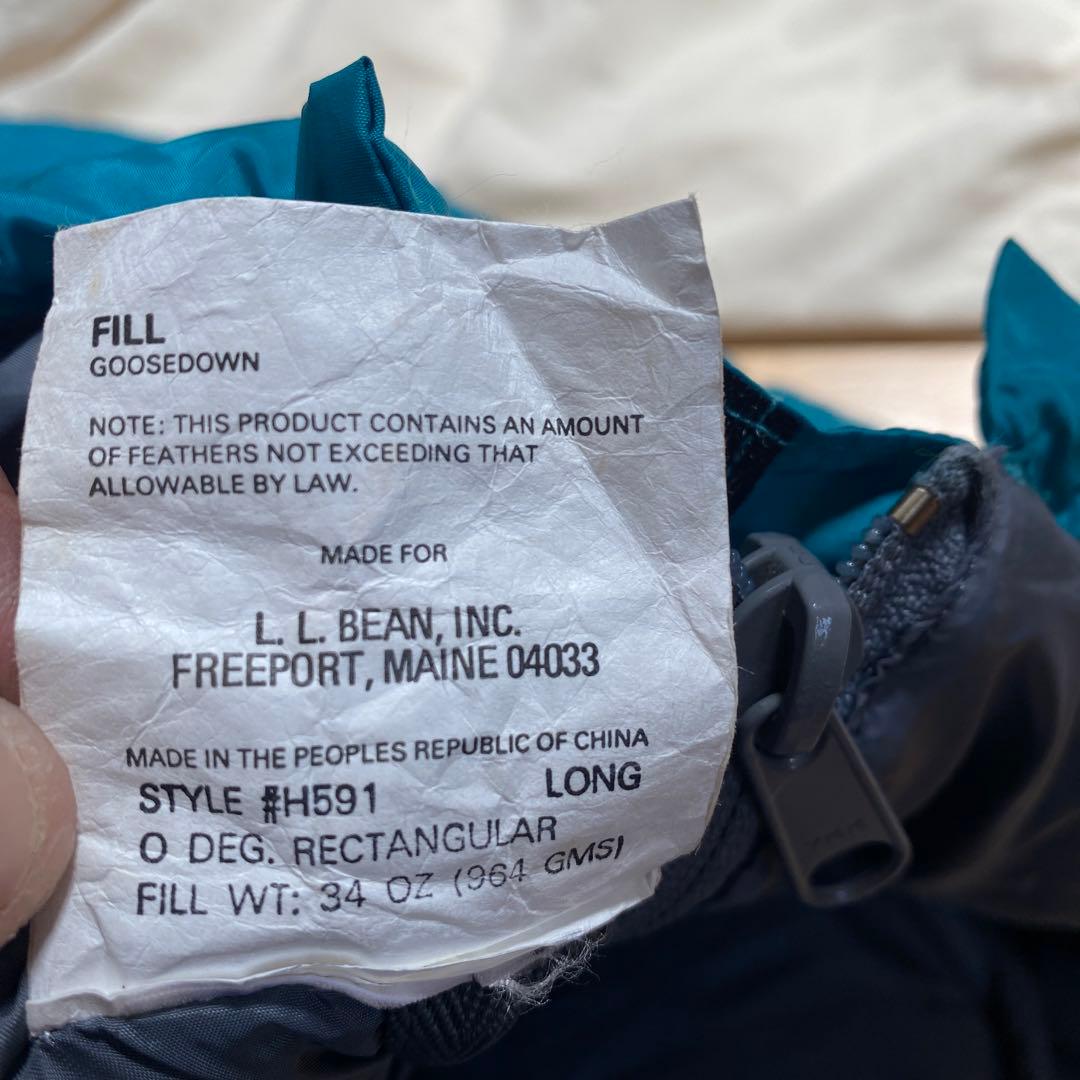 FILL
GOOSEDOWN
NOTE: THIS PRODUCT CONTAINS AN AMOUNT
OF FEATHERS NOT EXCEEDING THAT
ALLOWABLE BY LAW.
MADE FOR
L. L. BEAN, INC.
FREEPORT, MAINE 04033
MADE IN THE PEOPLES REPUBLIC OF CHINA
STYLE #H591 LONG
0 DEG. RECTANGULAR
FILL WT: 34 OZ (964 GMS)